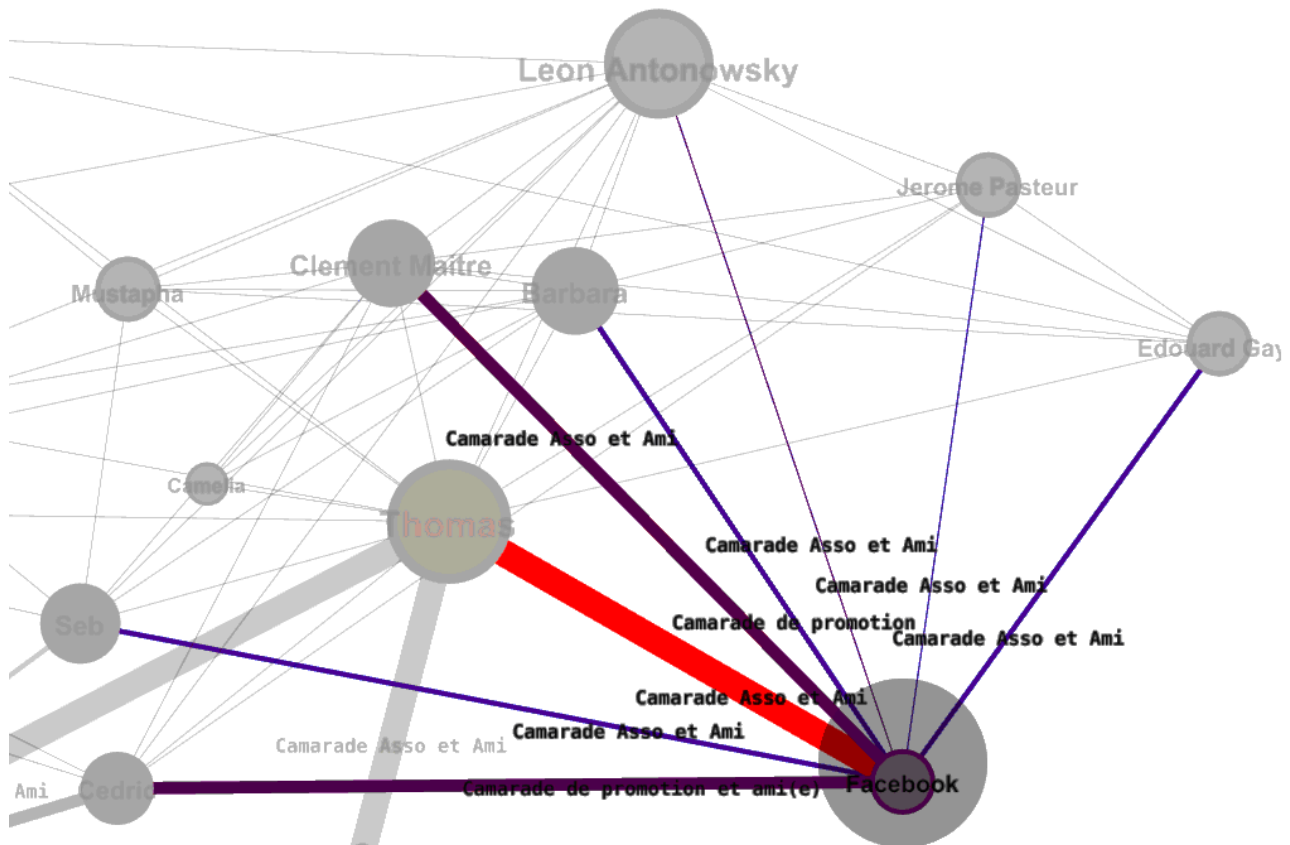 Leon Antonowsky
Jerome Pasteur
Clement Maitre
Mustapha
Barbara
Edouard Gay
Camarade Asso et Ami
Camelia
Thomas
Camarade Asso et Ami
Camarade Asso et Ami
Camarade de promotion
Camarade Asso et Ami
Seb
Camarade Asso et Ami
Camarade Asso et Ami
Camarade Asso et Ami
Facebook
Camarade de promotion et ami(e)
Cedric
Ami